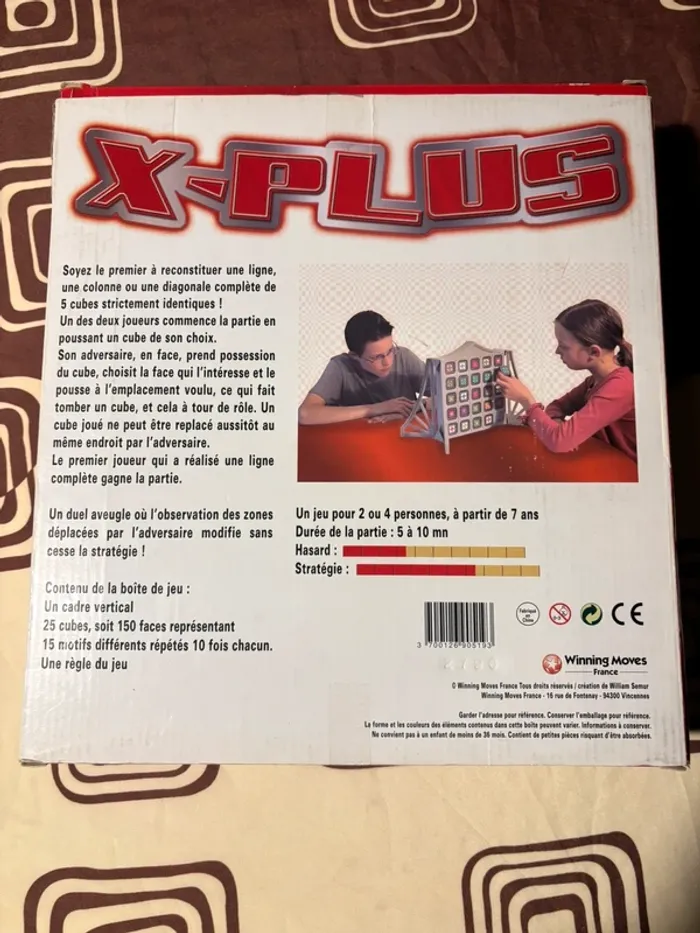 X-PLUS
Soyez le premier à reconstituer une ligne,
une colonne ou une diagonale complète de
5 cubes strictement identiques !
Un des deux joueurs commence la partie en
poussant un cube de son choix.
Son adversaire, en face, prend possession
du cube, choisit la face qui l'intéresse et le
pousse à l'emplacement voulu, ce qui fait
tomber un cube, et cela à tour de rôle. Un
cube joué ne peut être replacé aussitôt au
même endroit par l'adversaire.
Le premier joueur qui a réalisé une ligne
complète gagne la partie.
Un duel aveugle où l'observation des zones
déplacées par l'adversaire modifie sans
cesse la stratégie !
Contenu de la boîte de jeu :
Un cadre vertical
25 cubes, soit 150 faces représentant
15 motifs différents répétés 10 fois chacun.
Une règle du jeu
Un jeu pour 2 ou 4 personnes, à partir de 7 ans
Durée de la partie : 5 à 10 mn
Hasard :
Stratégie :
Fabriqué
en
Chine
0-3
CE
3 700126 905193
Winning Moves
France
© Winning Moves France Tous droits réservés / création de William Semur
Winning Moves France - 16 rue de Fontenay - 94300 Vincennes
Garder l'adresse pour référence. Conserver l'emballage pour référence.
La forme et les couleurs des éléments contenus dans cette boîte peuvent varier. Informations à conserver.
Ne convient pas à un enfant de moins de 36 mois. Contient de petites pièces risquant d'être absorbées.